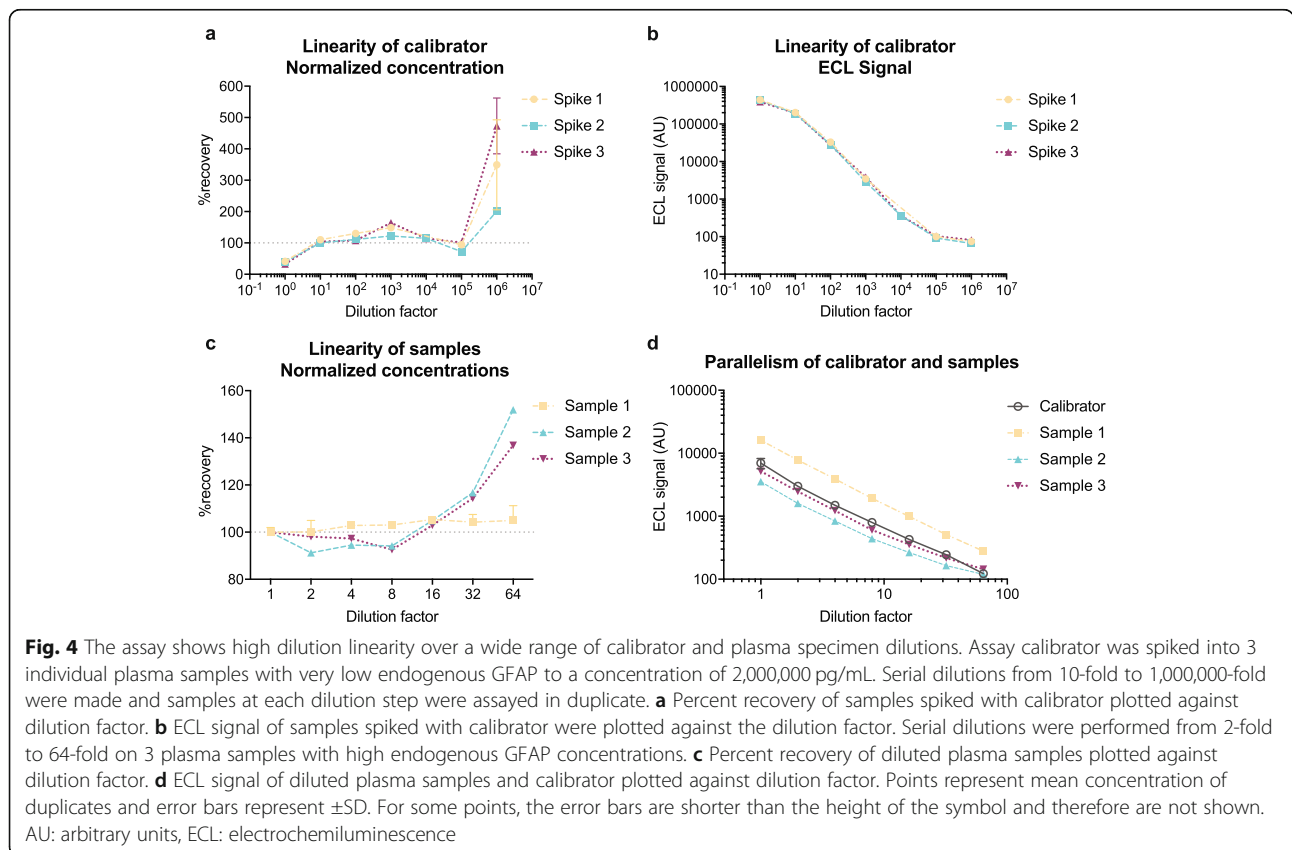 a
Linearity of calibrator
Normalized concentration
600
500
400
300
200
100
0
%recovery
10-1 100 101 102 103 104 105 106 107
Dilution factor
Spike 1
Spike 2
Spike 3
b
Linearity of calibrator
ECL Signal
1000000
100000
10000
1000
100
10
ECL signal (AU)
10-1 100 101 102 103 104 105 106 107
Dilution factor
Spike 1
Spike 2
Spike 3
c
Linearity of samples
Normalized concentrations
160
140
120
100
80
%recovery
1 2 4 8 16 32 64
Dilution factor
Sample 1
Sample 2
Sample 3
d
Parallelism of calibrator and samples
100000
10000
1000
100
ECL signal (AU)
1 10 100
Dilution factor
Calibrator
Sample 1
Sample 2
Sample 3
Fig. 4 The assay shows high dilution linearity over a wide range of calibrator and plasma specimen dilutions. Assay calibrator was spiked into 3
individual plasma samples with very low endogenous GFAP to a concentration of 2,000,000 pg/mL. Serial dilutions from 10-fold to 1,000,000-fold
were made and samples at each dilution step were assayed in duplicate. a Percent recovery of samples spiked with calibrator plotted against
dilution factor. b ECL signal of samples spiked with calibrator were plotted against the dilution factor. Serial dilutions were performed from 2-fold
to 64-fold on 3 plasma samples with high endogenous GFAP concentrations. c Percent recovery of diluted plasma samples plotted against
dilution factor. d ECL signal of diluted plasma samples and calibrator plotted against dilution factor. Points represent mean concentration of
duplicates and error bars represent ±SD. For some points, the error bars are shorter than the height of the symbol and therefore are not shown.
AU: arbitrary units, ECL: electrochemiluminescence